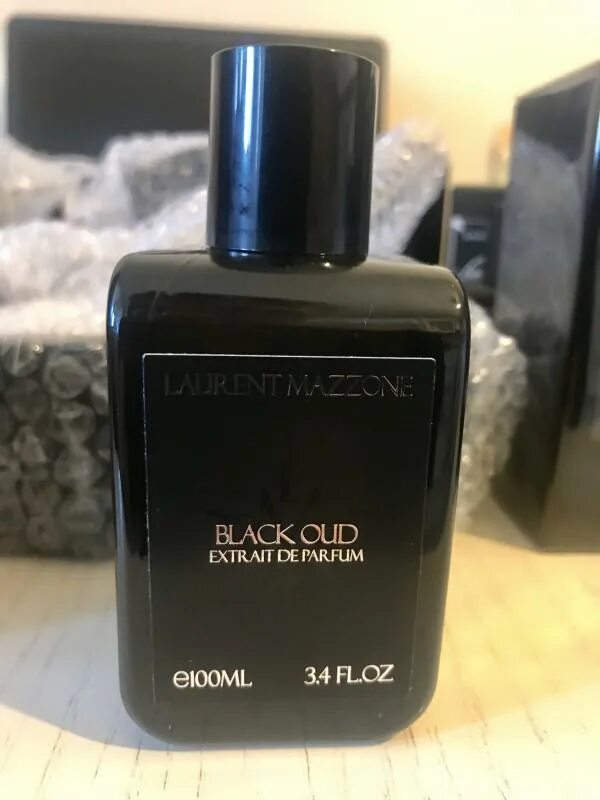 LAURENT MAZZONE
BLACK OUD
EXTRAIT DE PARFUM
℮100ML 3.4 FL.OZ